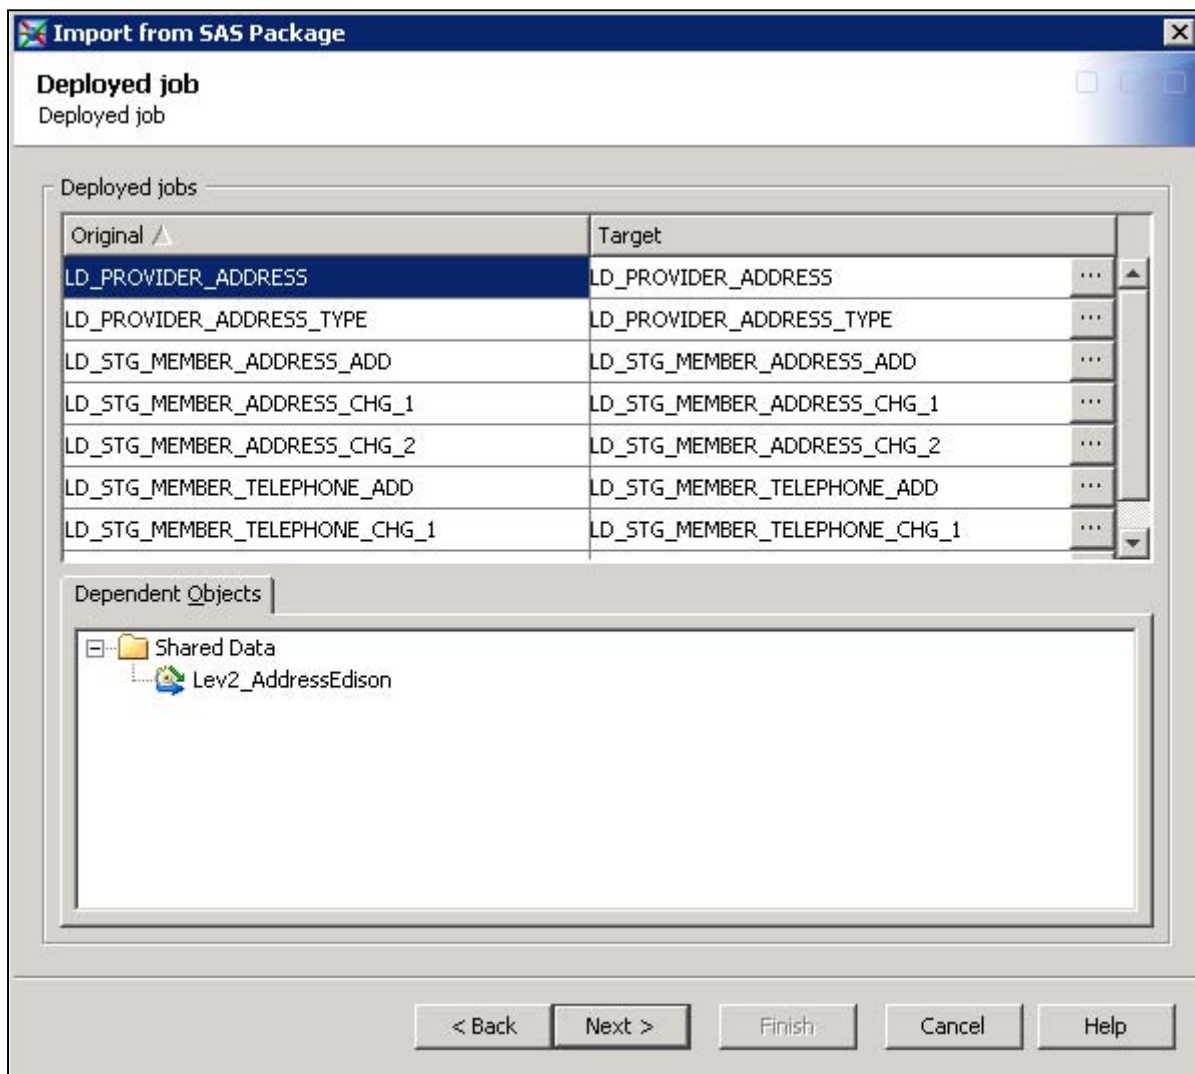 Import from SAS Package
Deployed job
Deployed job
Deployed jobs
Original Target
LD_PROVIDER_ADDRESS LD_PROVIDER_ADDRESS ...
LD_PROVIDER_ADDRESS_TYPE LD_PROVIDER_ADDRESS_TYPE ...
LD_STG_MEMBER_ADDRESS_ADD LD_STG_MEMBER_ADDRESS_ADD ...
LD_STG_MEMBER_ADDRESS_CHG_1 LD_STG_MEMBER_ADDRESS_CHG_1 ...
LD_STG_MEMBER_ADDRESS_CHG_2 LD_STG_MEMBER_ADDRESS_CHG_2 ...
LD_STG_MEMBER_TELEPHONE_ADD LD_STG_MEMBER_TELEPHONE_ADD ...
LD_STG_MEMBER_TELEPHONE_CHG_1 LD_STG_MEMBER_TELEPHONE_CHG_1 ...
Dependent Objects
Shared Data
Lev2_AddressEdison
< Back Next > Finish Cancel Help